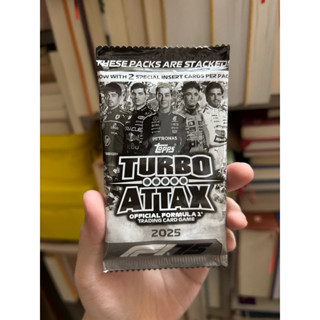 THESE PACKS ARE STACKED
NOW WITH 2 SPECIAL INSERT CARDS PER PA
PETRONAS
Topps
TURBO
ATTAX
OFFICIAL FORMULA 1
TRADING CARD GAME
2025